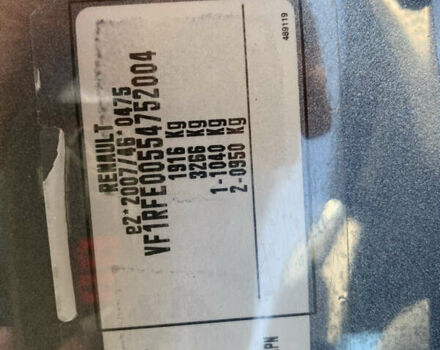 RENAULT
e2*2007/46*0475
VF1RFE00554752004
1916 Kg
3266 Kg
1-1040 Kg
2-0950 Kg
489119